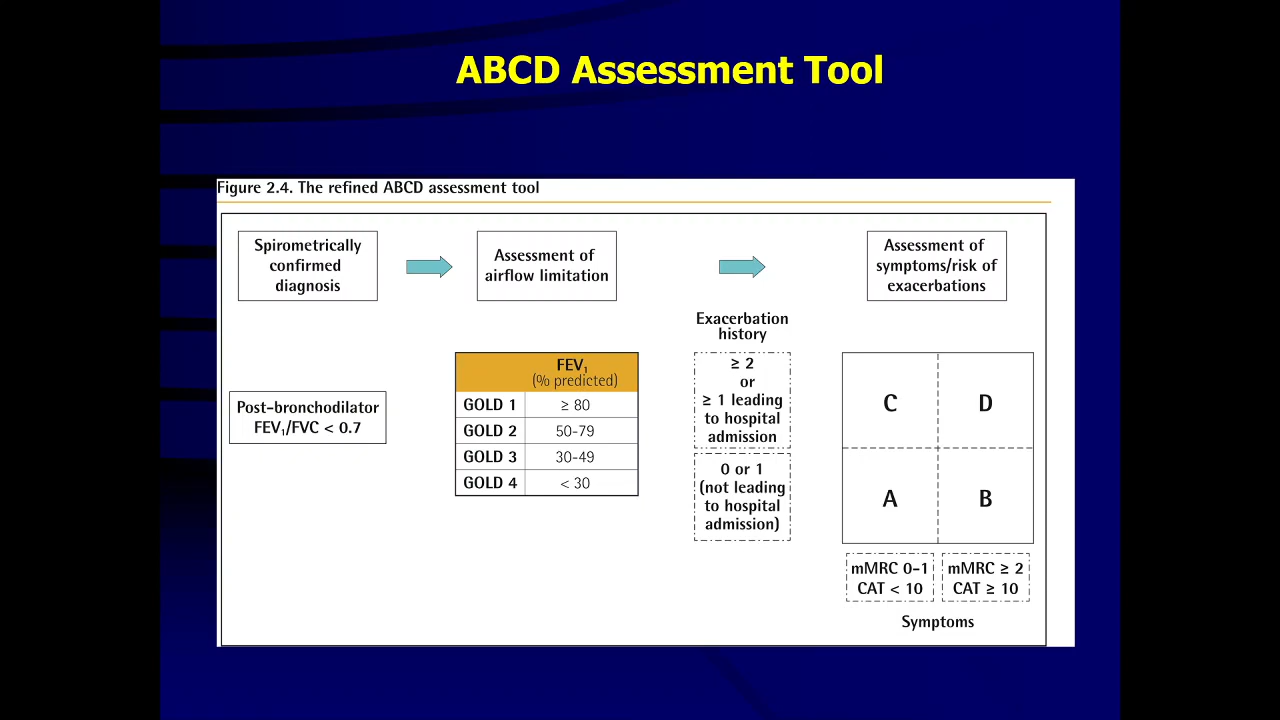 ABCD Assessment Tool
Figure 2.4. The refined ABCD assessment tool
Spirometrically
confirmed
diagnosis
Assessment of
airflow limitation
Assessment of
symptoms/risk of
exacerbations
Post-bronchodilator
FEV₁/FVC < 0.7
FEV₁
(% predicted)
GOLD 1 ≥ 80
GOLD 2 50-79
GOLD 3 30-49
GOLD 4 < 30
Exacerbation
history
≥ 2
or
≥ 1 leading
to hospital
admission
0 or 1
(not leading
to hospital
admission)
C D
A B
mMRC 0-1
CAT < 10
mMRC ≥ 2
CAT ≥ 10
Symptoms